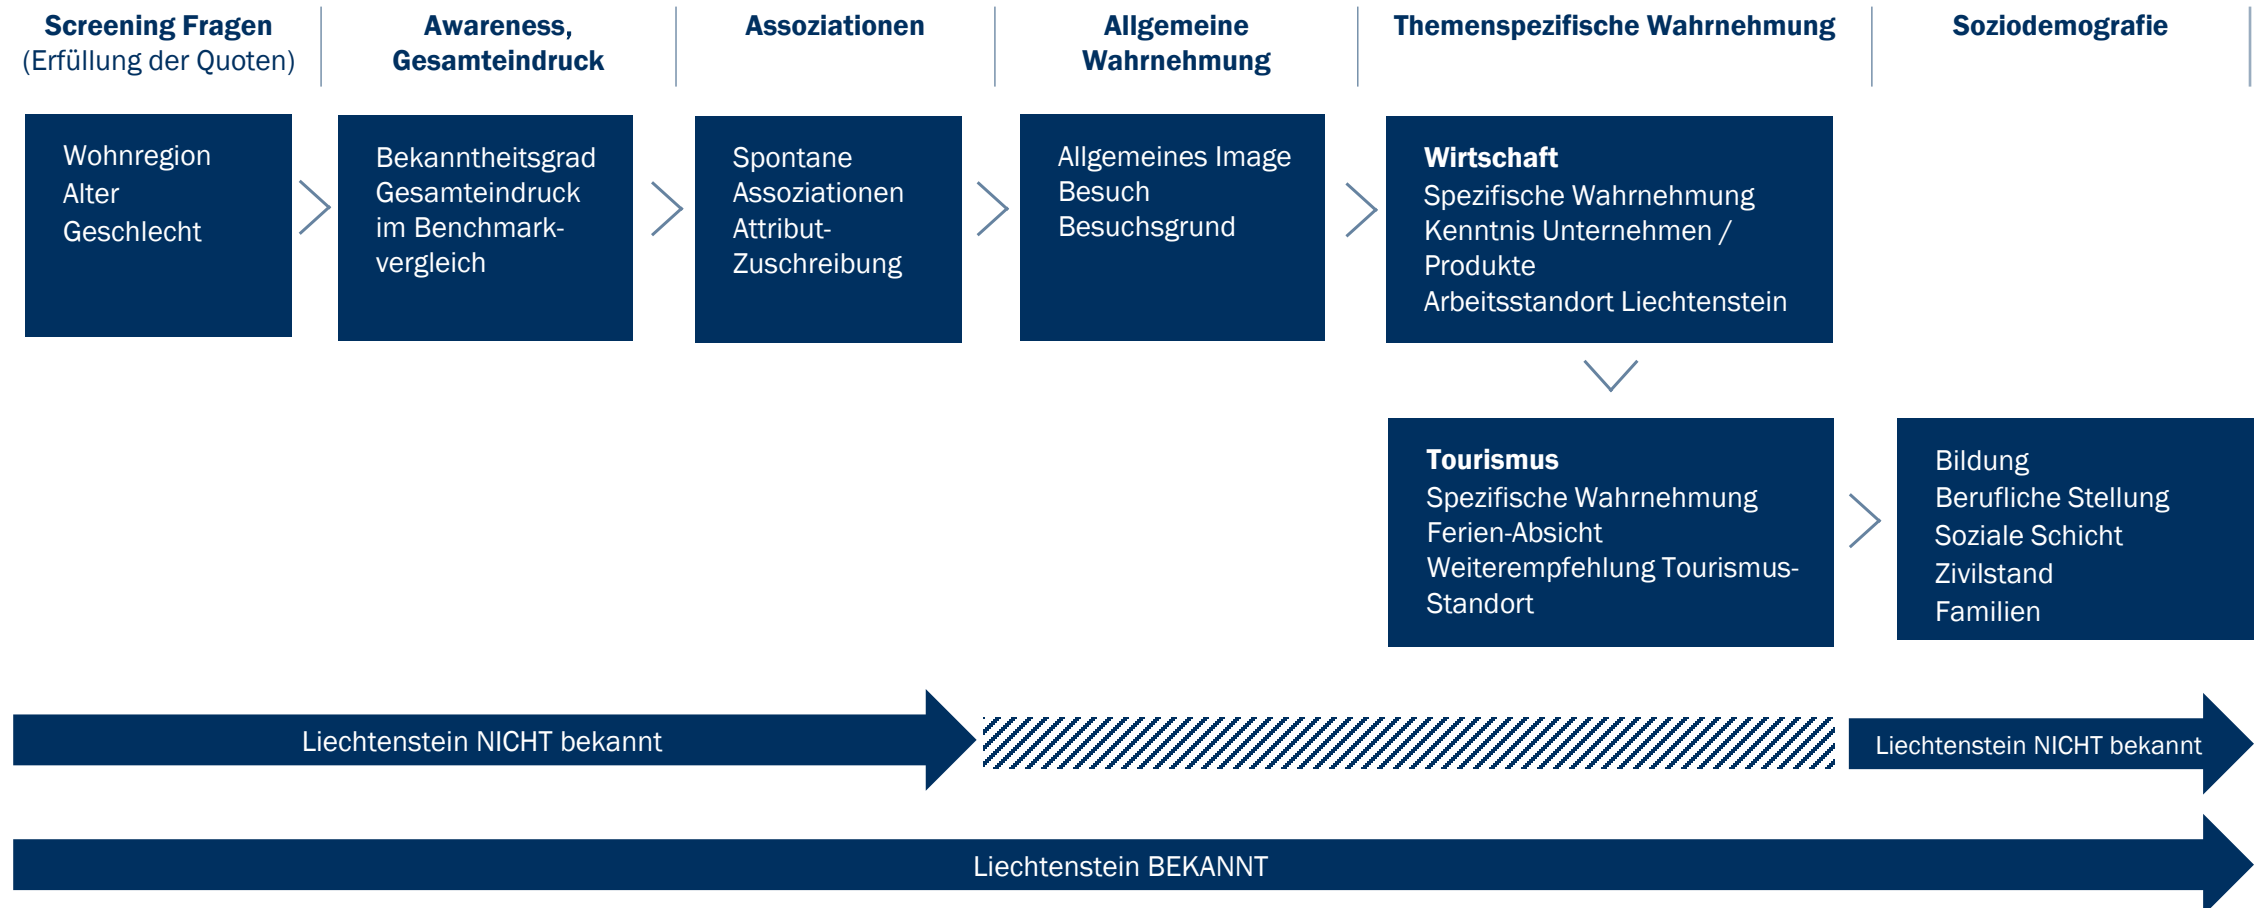 Screening Fragen
(Erfüllung der Quoten)
Awareness,
Gesamteindruck
Assoziationen
Allgemeine
Wahrnehmung
Themenspezifische Wahrnehmung
Soziodemografie
Wohnregion
Alter
Geschlecht
Bekanntheitsgrad
Gesamteindruck
im Benchmark-
vergleich
Spontane
Assoziationen
Attribut-
Zuschreibung
Allgemeines Image
Besuch
Besuchsgrund
Wirtschaft
Spezifische Wahrnehmung
Kenntnis Unternehmen /
Produkte
Arbeitsstandort Liechtenstein
Tourismus
Spezifische Wahrnehmung
Ferien-Absicht
Weiterempfehlung Tourismus-
Standort
Bildung
Berufliche Stellung
Soziale Schicht
Zivilstand
Familien
Liechtenstein NICHT bekannt
Liechtenstein NICHT bekannt
Liechtenstein BEKANNT